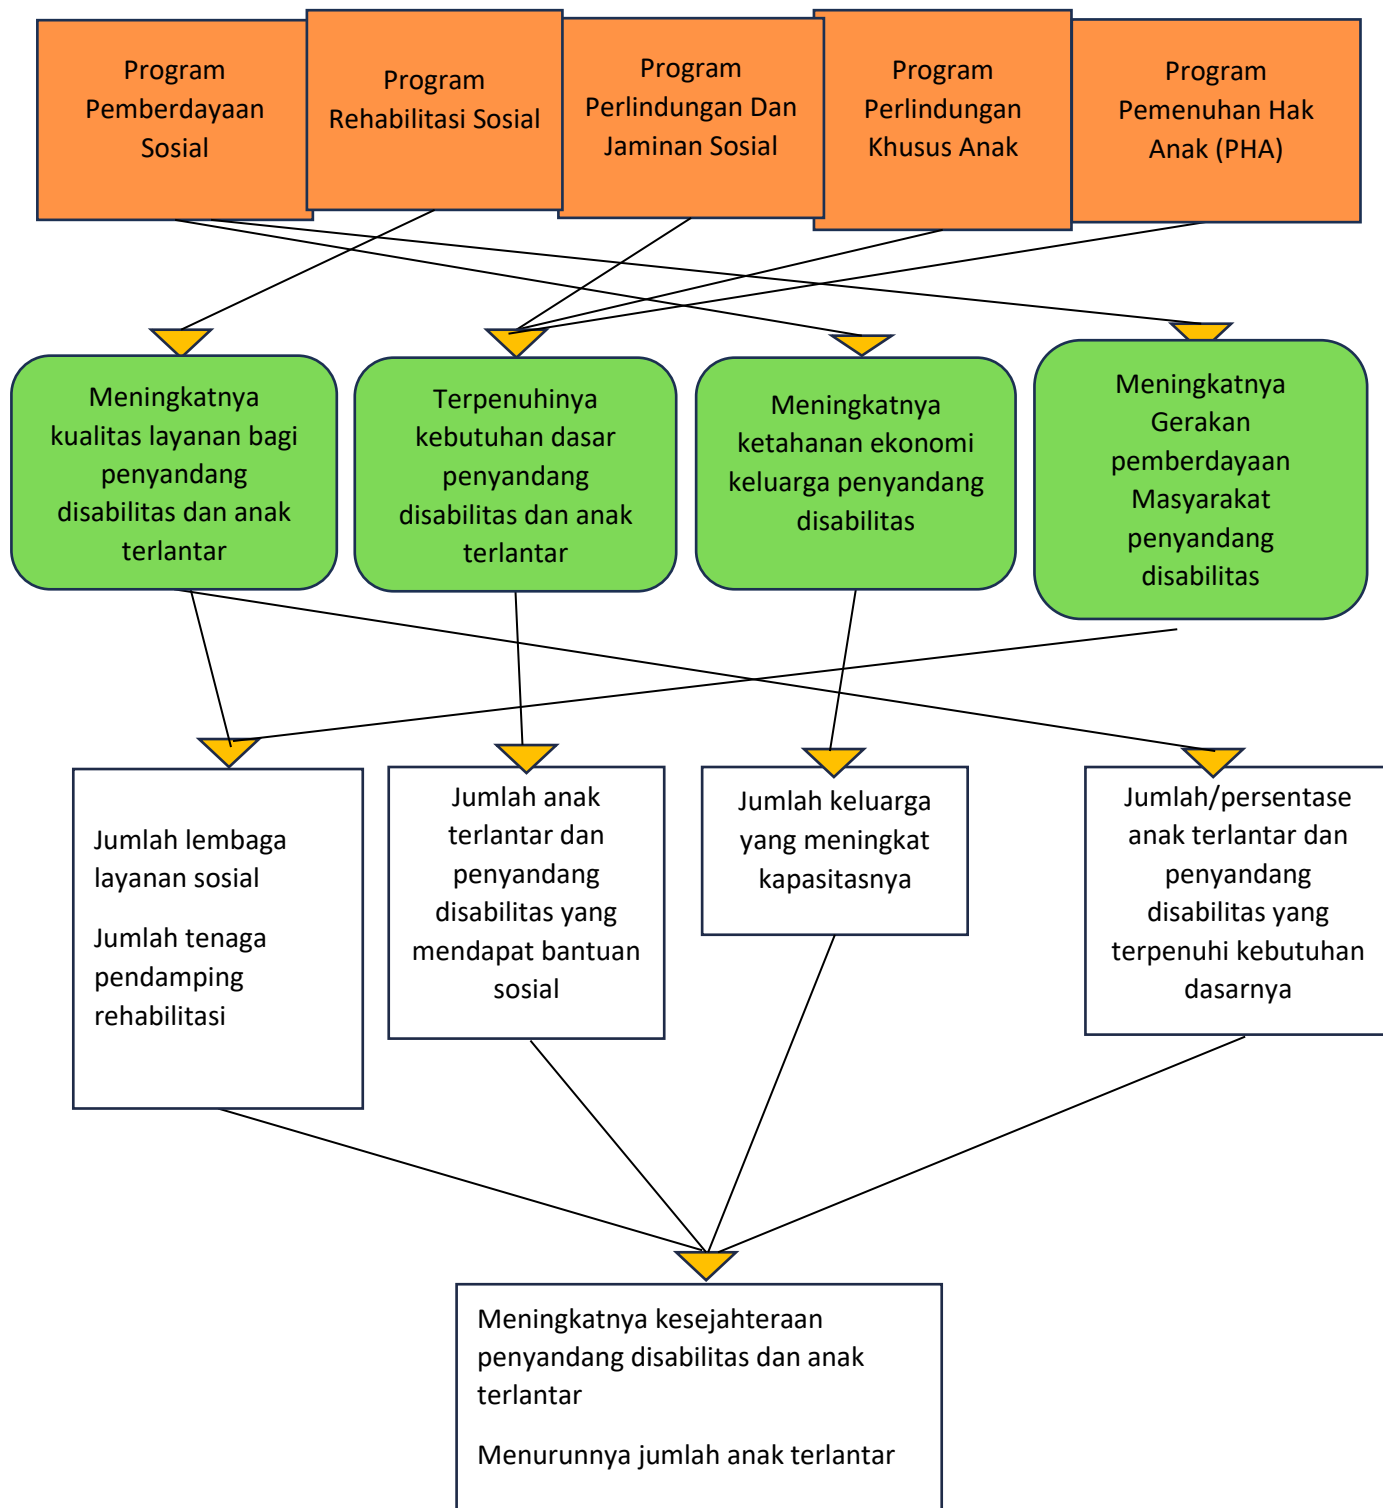 Program
Pemberdayaan
Sosial
Program
Rehabilitasi Sosial
Program
Perlindungan Dan
Jaminan Sosial
Program
Perlindungan
Khusus Anak
Program
Pemenuhan Hak
Anak (PHA)
Meningkatnya
kualitas layanan bagi
penyandang
disabilitas dan anak
terlantar
Terpenuhinya
kebutuhan dasar
penyandang
disabilitas dan anak
terlantar
Meningkatnya
ketahanan ekonomi
keluarga penyandang
disabilitas
Meningkatnya
Gerakan
pemberdayaan
Masyarakat
penyandang
disabilitas
Jumlah lembaga
layanan sosial
Jumlah tenaga
pendamping
rehabilitasi
Jumlah anak
terlantar dan
penyandang
disabilitas yang
mendapat bantuan
sosial
Jumlah keluarga
yang meningkat
kapasitasnya
Jumlah/persentase
anak terlantar dan
penyandang
disabilitas yang
terpenuhi kebutuhan
dasarnya
Meningkatnya kesejahteraan
penyandang disabilitas dan anak
terlantar
Menurunnya jumlah anak terlantar